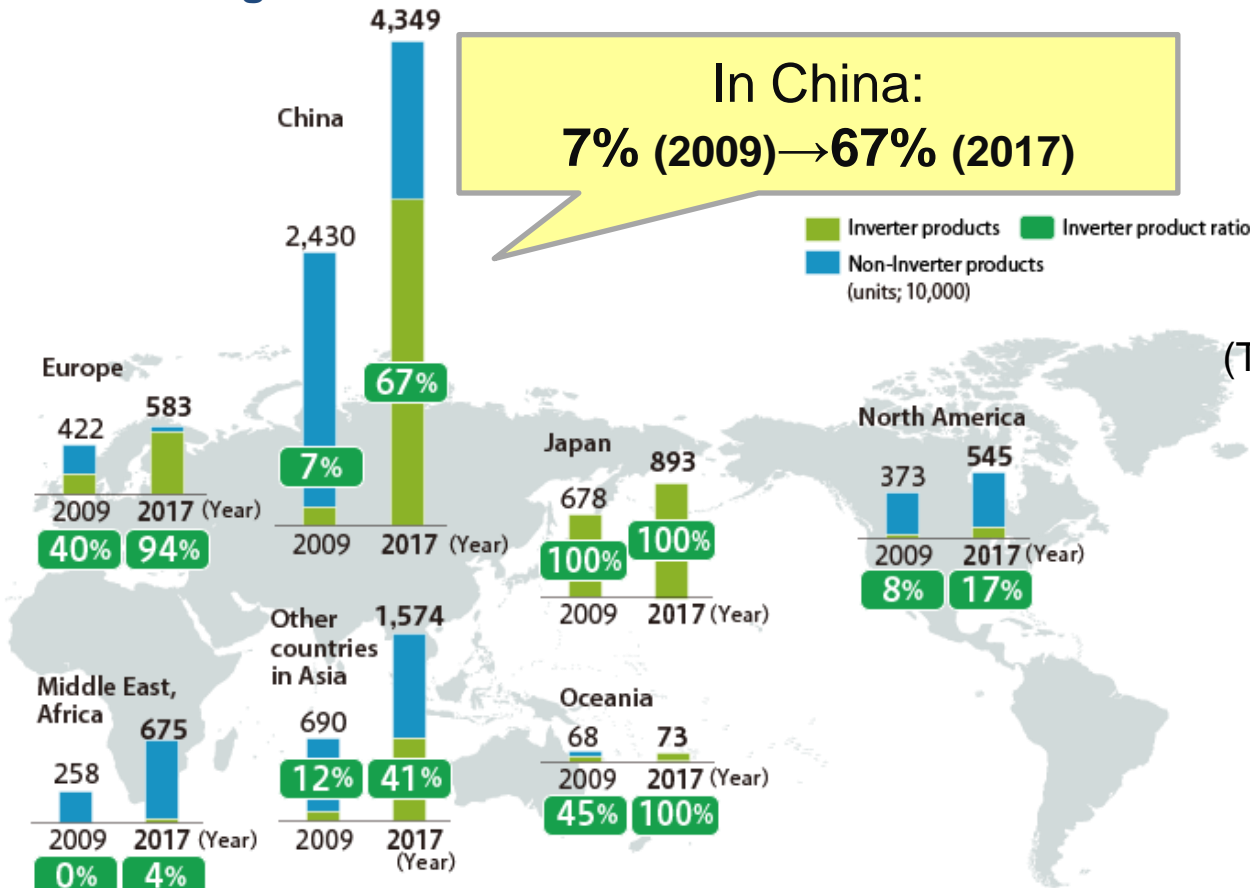 4,349
In China:
7% (2009)→67% (2017)
China
2,430
Inverter products
Inverter product ratio
Non-Inverter products
(units; 10,000)
67%
7%
2009 2017 (Year)
Europe
422 583
2009 2017 (Year)
40% 94%
Japan
678 893
100% 100%
2009 2017 (Year)
North America
373 545
2009 2017 (Year)
8% 17%
(T
Middle East,
Africa
258 675
2009 2017 (Year)
0% 4%
Other
countries
in Asia
690 1,574
12% 41%
2009 2017
(Year)
Oceania
68 73
2009 2017 (Year)
45% 100%